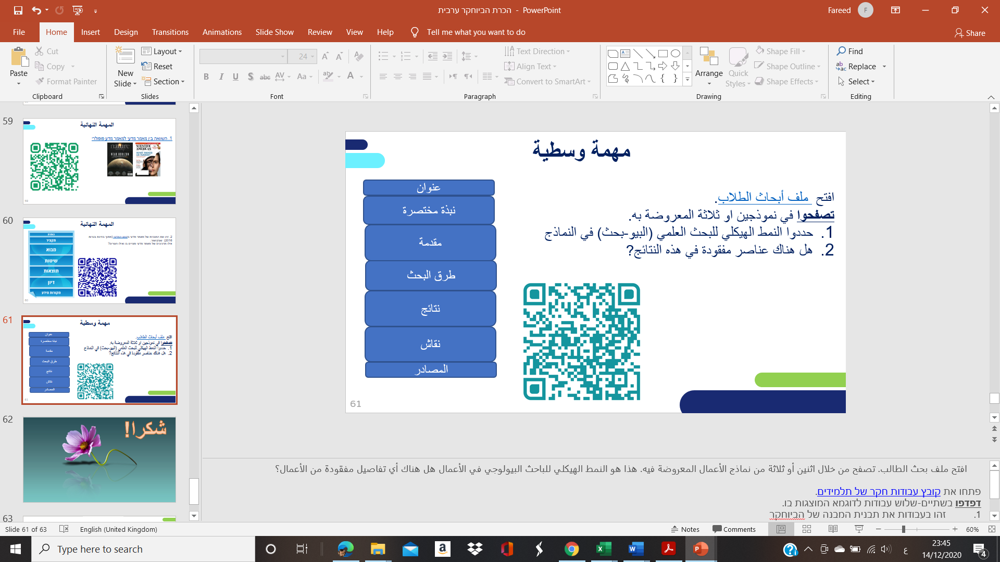 הכרת הביוחקר ערבית - PowerPoint
Fareed
F
File
Home
Insert
Design
Transitions
Animations
Slide Show
Review
View
Help
Tell me what you want to do
Share
Paste
Cut
Copy
Format Painter
Clipboard
New Slide
Layout
Reset
Section
Slides
24
B I U S abc AV Aa A
Font
Text Direction
Align Text
Convert to SmartArt
Paragraph
Arrange
Quick Styles
Shape Fill
Shape Outline
Shape Effects
Drawing
Find
Replace
Select
Editing
59
المهمة النهائية
1. השוואה בין מאמר מדעי למאמר מדע פופולרי
nature
SCIENTIFIC AMERICAN
60
المهمة النهائية
תקציר
מבוא
שיטות
תוצאות
דיון
מקורות מידע
61
مهمة وسطية
افتح ملف أبحاث الطلاب.
تصفحوا في نموذجين او ثلاثة المعروضة به.
1. حددوا النمط الهيكلي للبحث العلمي (البيو-بحث) في النماذج
2. هل هناك عناصر مفقودة في هذه النتائج?
عنوان
نبذة مختصرة
مقدمة
طرق البحث
نتائج
نقاش
المصادر
62
شكرا!
63
مهمة وسطية
افتح ملف أبحاث الطلاب.
تصفحوا في نموذجين او ثلاثة المعروضة به.
1. حددوا النمط الهيكلي للبحث العلمي (البيو-بحث) في النماذج
2. هل هناك عناصر مفقودة في هذه النتائج?
عنوان
نبذة مختصرة
مقدمة
طرق البحث
نتائج
نقاش
المصادر
61
افتح ملف بحث الطالب. تصفح من خلال اثنين أو ثلاثة من نماذج الأعمال المعروضة فيه. هذا هو النمط الهيكلي للباحث البيولوجي في الأعمال هل هناك أي تفاصيل مفقودة من الأعمال؟
פתחו את קובץ עבודות חקר של תלמידים.
דפדפו בשתיים-שלוש עבודות לדוגמא המוצגות בו.
1. זהו בעבודות את תבנית המבנה של הביוחקר
Slide 61 of 63
English (United Kingdom)
Notes
Comments
60%
Type here to search
ع
23:45
14/12/2020
4